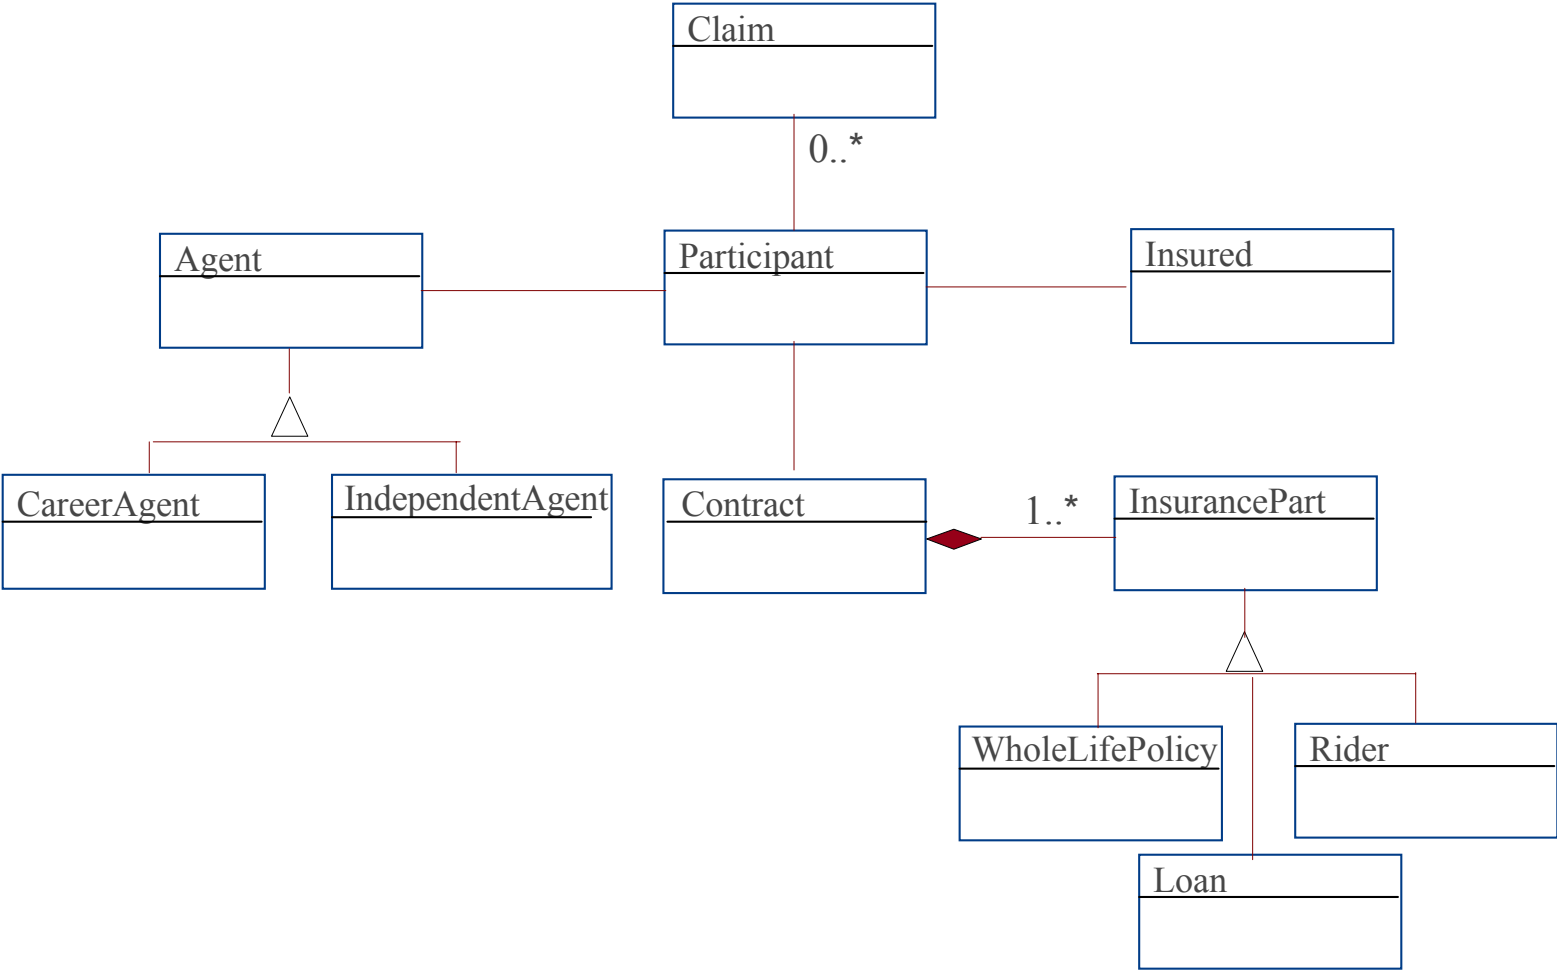 Claim
0..*
Agent
Participant
Insured
CareerAgent
IndependentAgent
Contract
1..*
InsurancePart
WholeLifePolicy
Rider
Loan